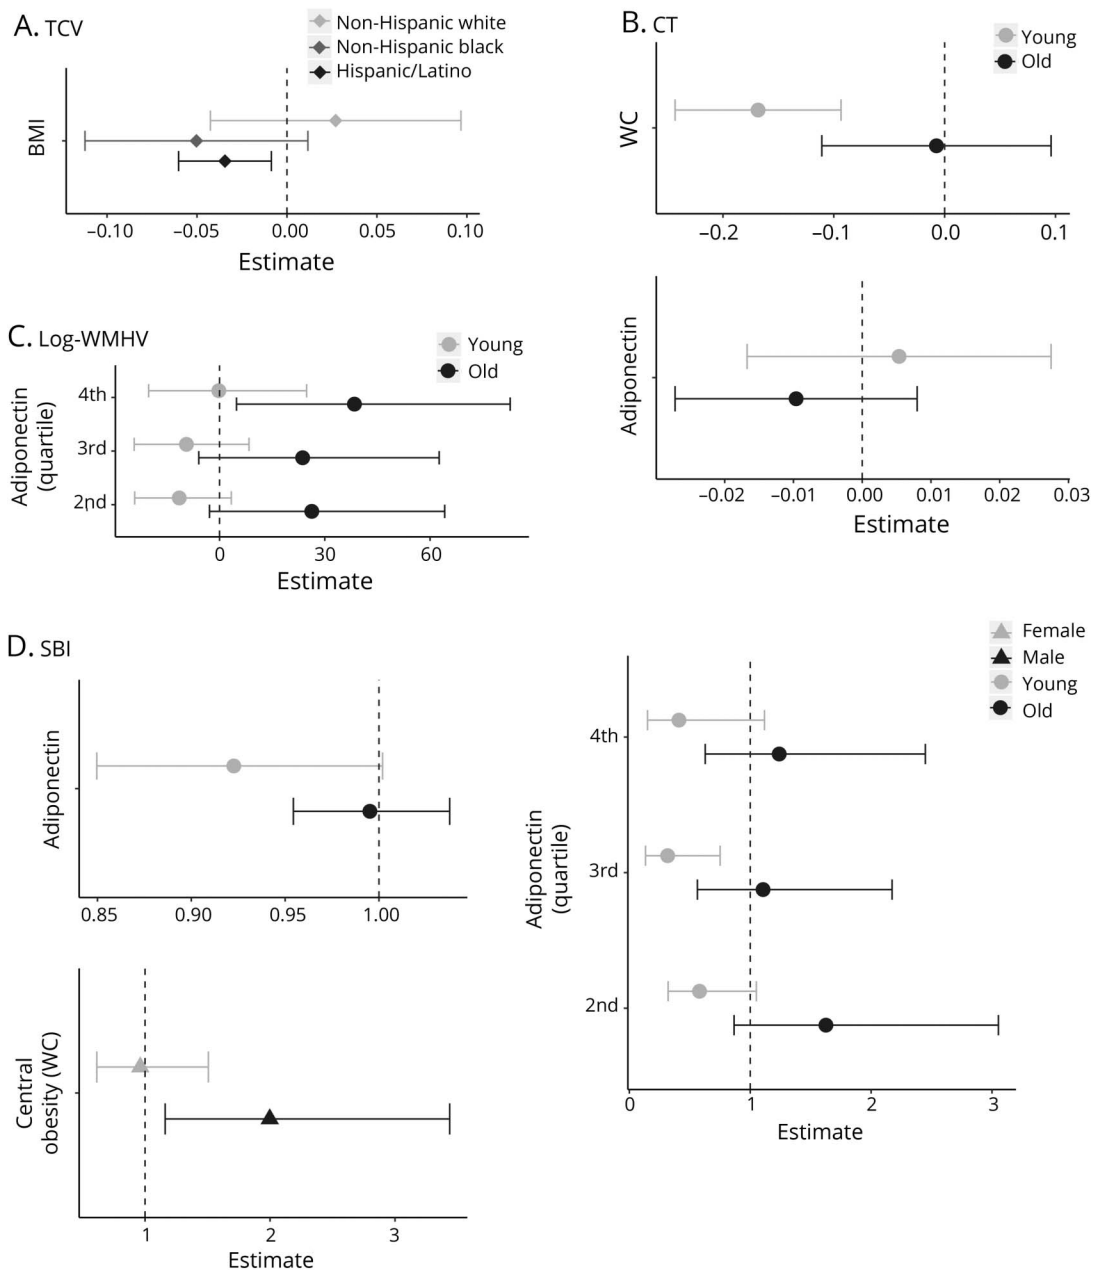 A. TCV
Non-Hispanic white
Non-Hispanic black
Hispanic/Latino
BMI
−0.10 −0.05 0.00 0.05 0.10
Estimate
B. CT
Young
Old
WC
−0.2 −0.1 0.0 0.1
Adiponectin
−0.02 −0.01 0.00 0.01 0.02 0.03
Estimate
C. Log-WMHV
Young
Old
Adiponectin
(quartile)
4th
3rd
2nd
0 30 60
Estimate
D. SBI
Adiponectin
0.85 0.90 0.95 1.00
Central
obesity (WC)
1 2 3
Estimate
Female
Male
Young
Old
Adiponectin
(quartile)
4th
3rd
2nd
0 1 2 3
Estimate